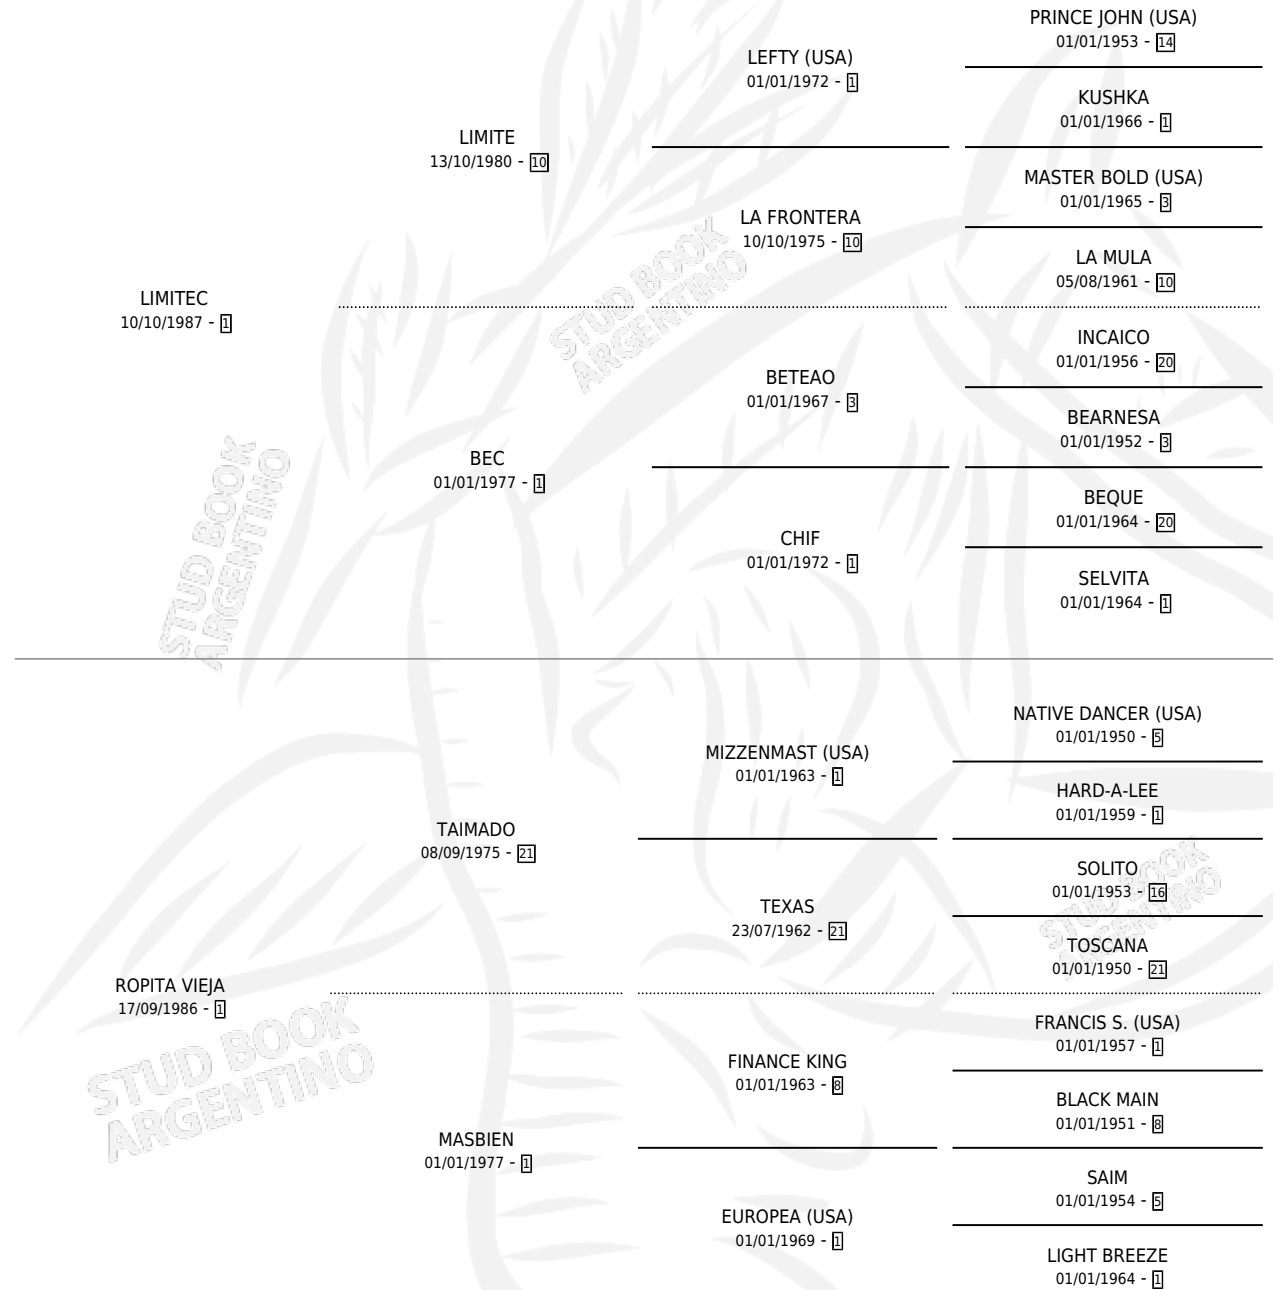 PRINCE JOHN (USA)
01/01/1953 - 14
LEFTY (USA)
01/01/1972 - 1
KUSHKA
01/01/1966 - 1
LIMITE
13/10/1980 - 10
MASTER BOLD (USA)
01/01/1965 - 3
LA FRONTERA
10/10/1975 - 10
LA MULA
05/08/1961 - 10
LIMITEC
10/10/1987 - 1
STUD BOOK
ARGENTINO
INCAICO
01/01/1956 - 20
BETEAO
01/01/1967 - 3
BEARNESA
01/01/1952 - 3
BEC
01/01/1977 - 1
BEQUE
01/01/1964 - 20
CHIF
01/01/1972 - 1
SELVITA
01/01/1964 - 1
STUD BOOK
ARGENTINO
NATIVE DANCER (USA)
01/01/1950 - 5
MIZZENMAST (USA)
01/01/1963 - 1
HARD-A-LEE
01/01/1959 - 1
TAIMADO
08/09/1975 - 21
SOLITO
01/01/1953 - 16
TEXAS
23/07/1962 - 21
STUD BOOK
ARGENTINO
TOSCANA
01/01/1950 - 21
ROPITA VIEJA
17/09/1986 - 1
FRANCIS S. (USA)
01/01/1957 - 1
FINANCE KING
01/01/1963 - 8
STUD BOOK
ARGENTINO
BLACK MAIN
01/01/1951 - 8
MASBIEN
01/01/1977 - 1
SAIM
01/01/1954 - 5
EUROPEA (USA)
01/01/1969 - 1
LIGHT BREEZE
01/01/1964 - 1